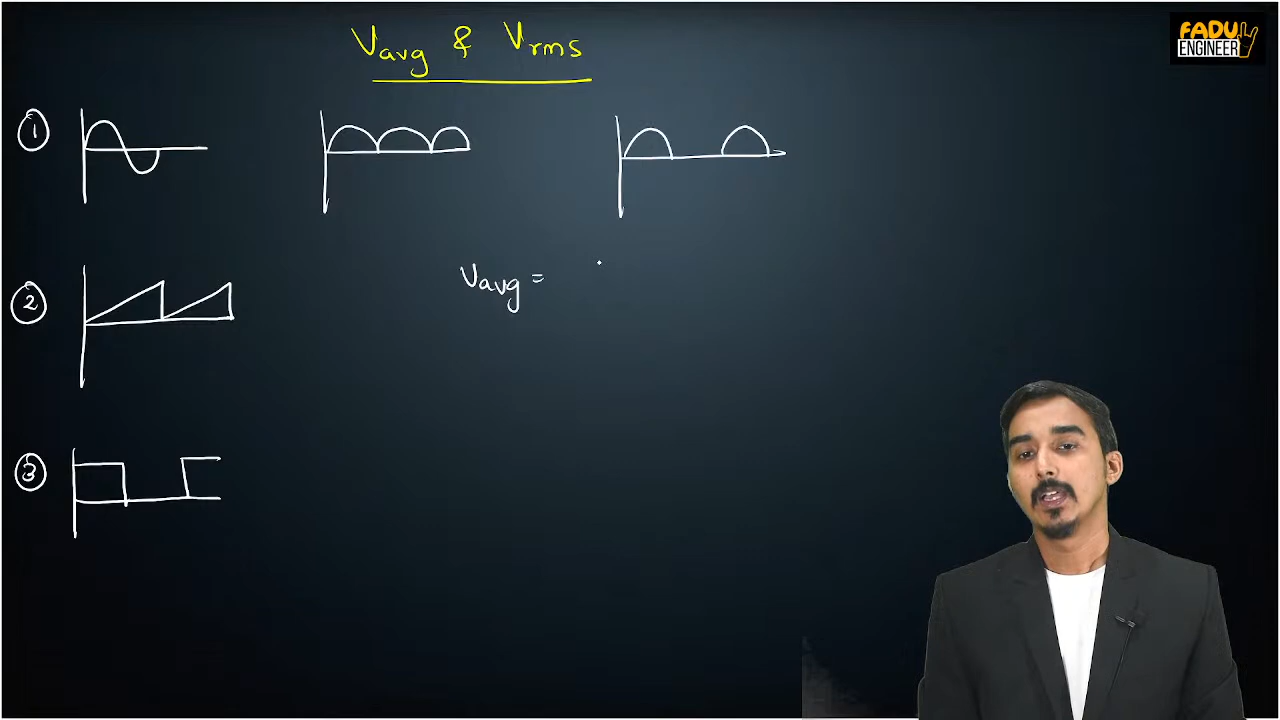 Vavg & Vrms
FADU
ENGINEER
1
2
Vavg =
3